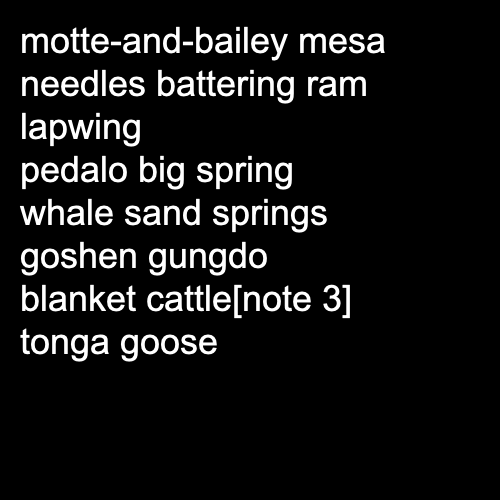 motte-and-bailey mesa
needles battering ram
lapwing
pedalo big spring
whale sand springs
goshen gungdo
blanket cattle[note 3]
tonga goose